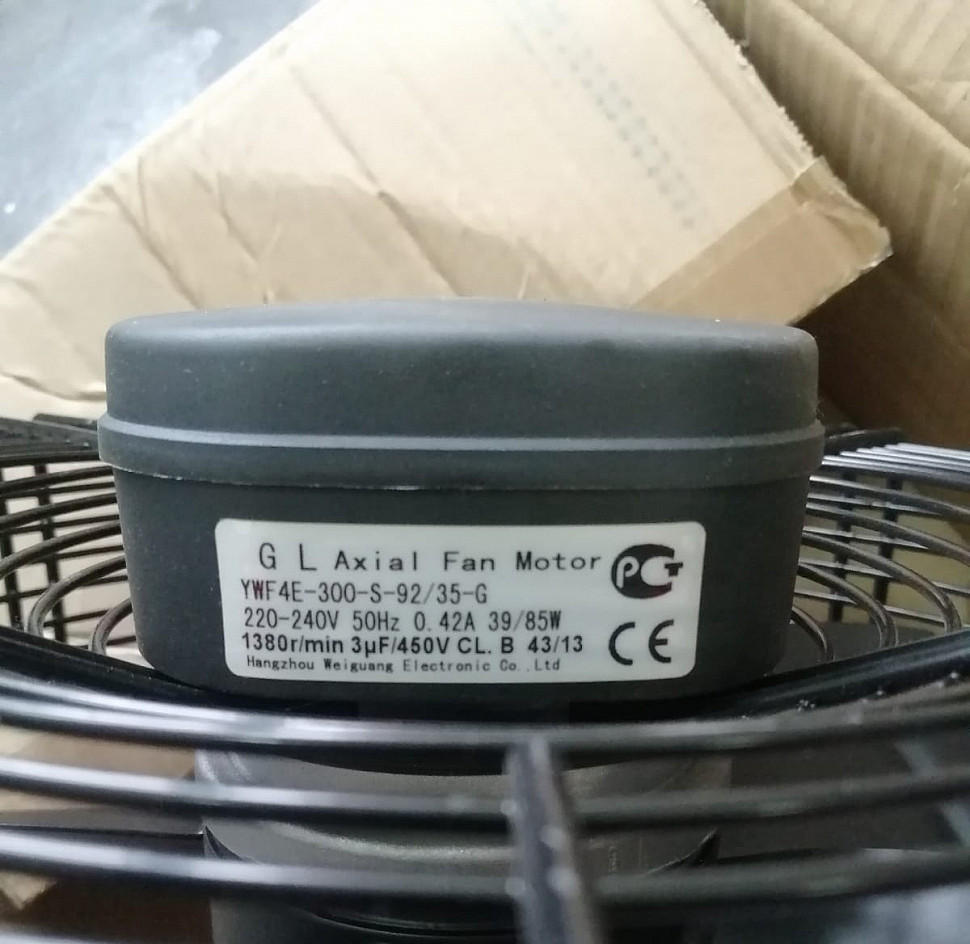 G L Axial Fan Motor
YWF4E-300-S-92/35-G
220-240V 50Hz 0.42A 39/85W
1380r/min 3μF/450V CL. B 43/13
Hangzhou Weiguang Electronic Co.,Ltd
PCT
CE